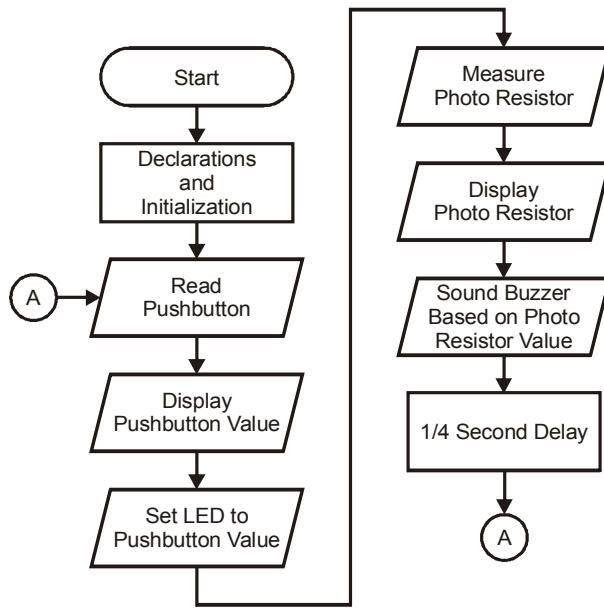 Start
Declarations
and
Initialization
A
Read
Pushbutton
Display
Pushbutton Value
Set LED to
Pushbutton Value
Measure
Photo Resistor
Display
Photo Resistor
Sound Buzzer
Based on Photo
Resistor Value
1/4 Second Delay
A